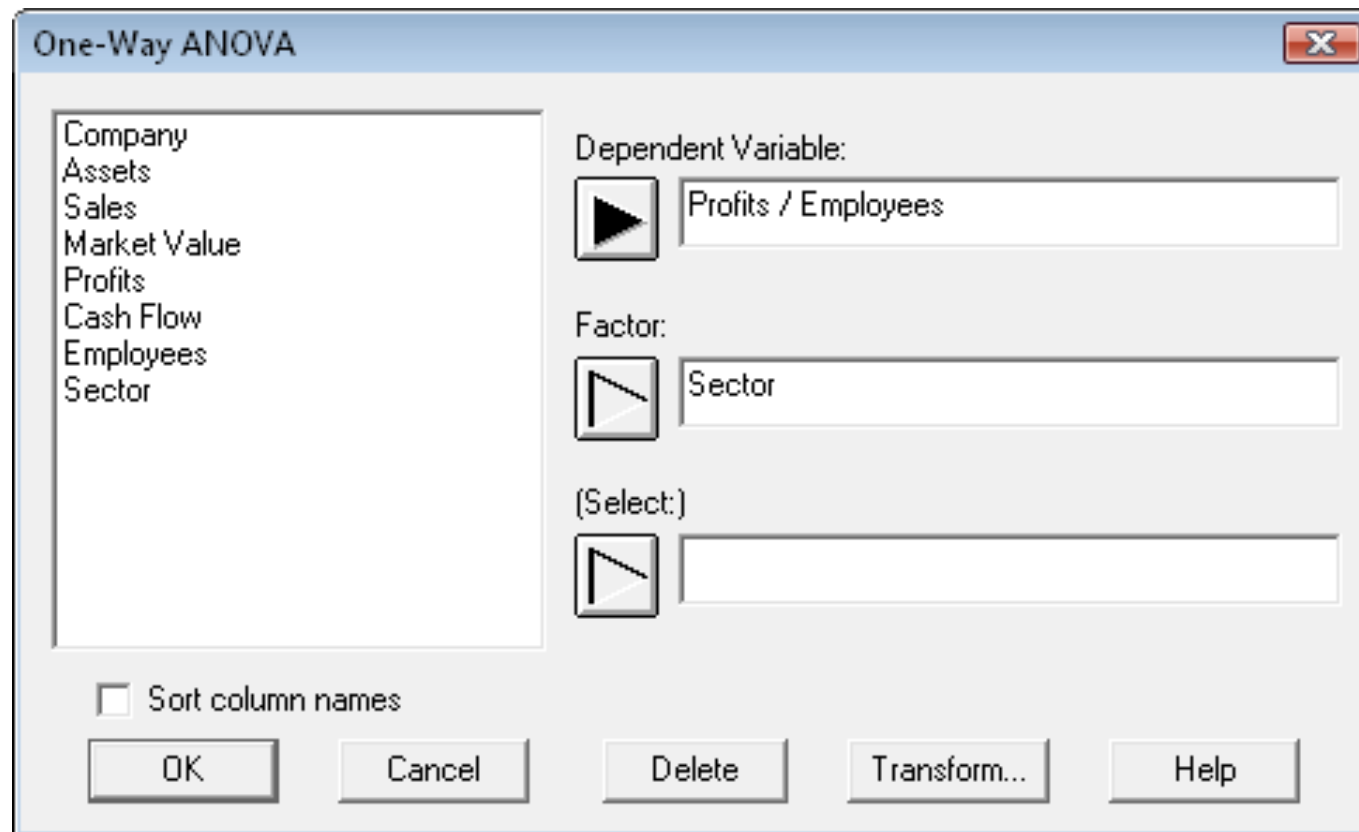 One-Way ANOVA
Company
Assets
Sales
Market Value
Profits
Cash Flow
Employees
Sector
Dependent Variable:
Profits / Employees
Factor:
Sector
(Select:)
Sort column names
OK
Cancel
Delete
Transform...
Help